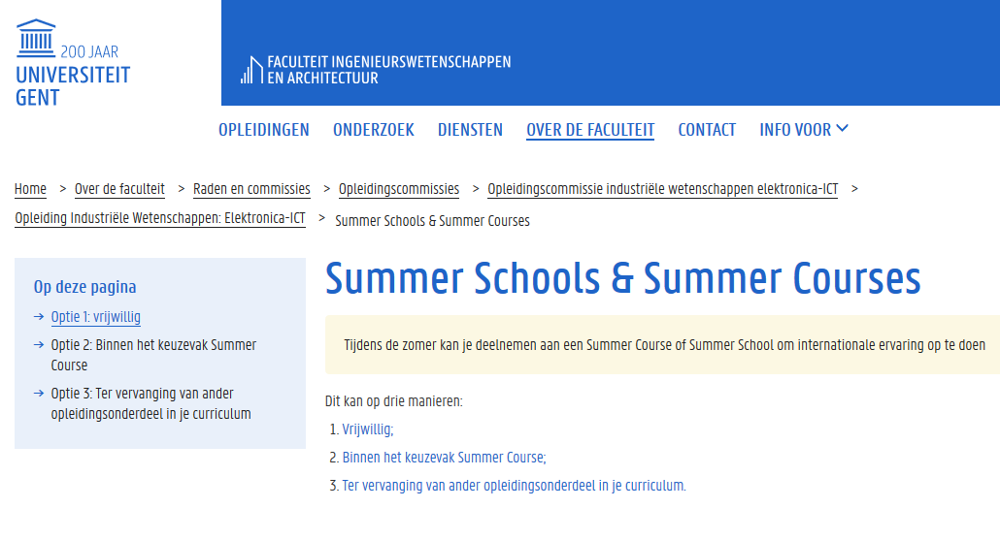 200 JAAR
UNIVERSITEIT
GENT
FACULTEIT INGENIEURSWETENSCHAPPEN
EN ARCHITECTUUR
OPLEIDINGEN ONDERZOEK DIENSTEN OVER DE FACULTEIT CONTACT INFO VOOR
Home > Over de faculteit > Raden en commissies > Opleidingscommissies > Opleidingscommissie industriële wetenschappen elektronica-ICT >
Opleiding Industriële Wetenschappen: Elektronica-ICT > Summer Schools & Summer Courses
Op deze pagina
→ Optie 1: vrijwillig
→ Optie 2: Binnen het keuzevak Summer
Course
→ Optie 3: Ter vervanging van ander
opleidingsonderdeel in je curriculum
Summer Schools & Summer Courses
Tijdens de zomer kan je deelnemen aan een Summer Course of Summer School om internationale ervaring op te doen
Dit kan op drie manieren:
1. Vrijwillig;
2. Binnen het keuzevak Summer Course;
3. Ter vervanging van ander opleidingsonderdeel in je curriculum.